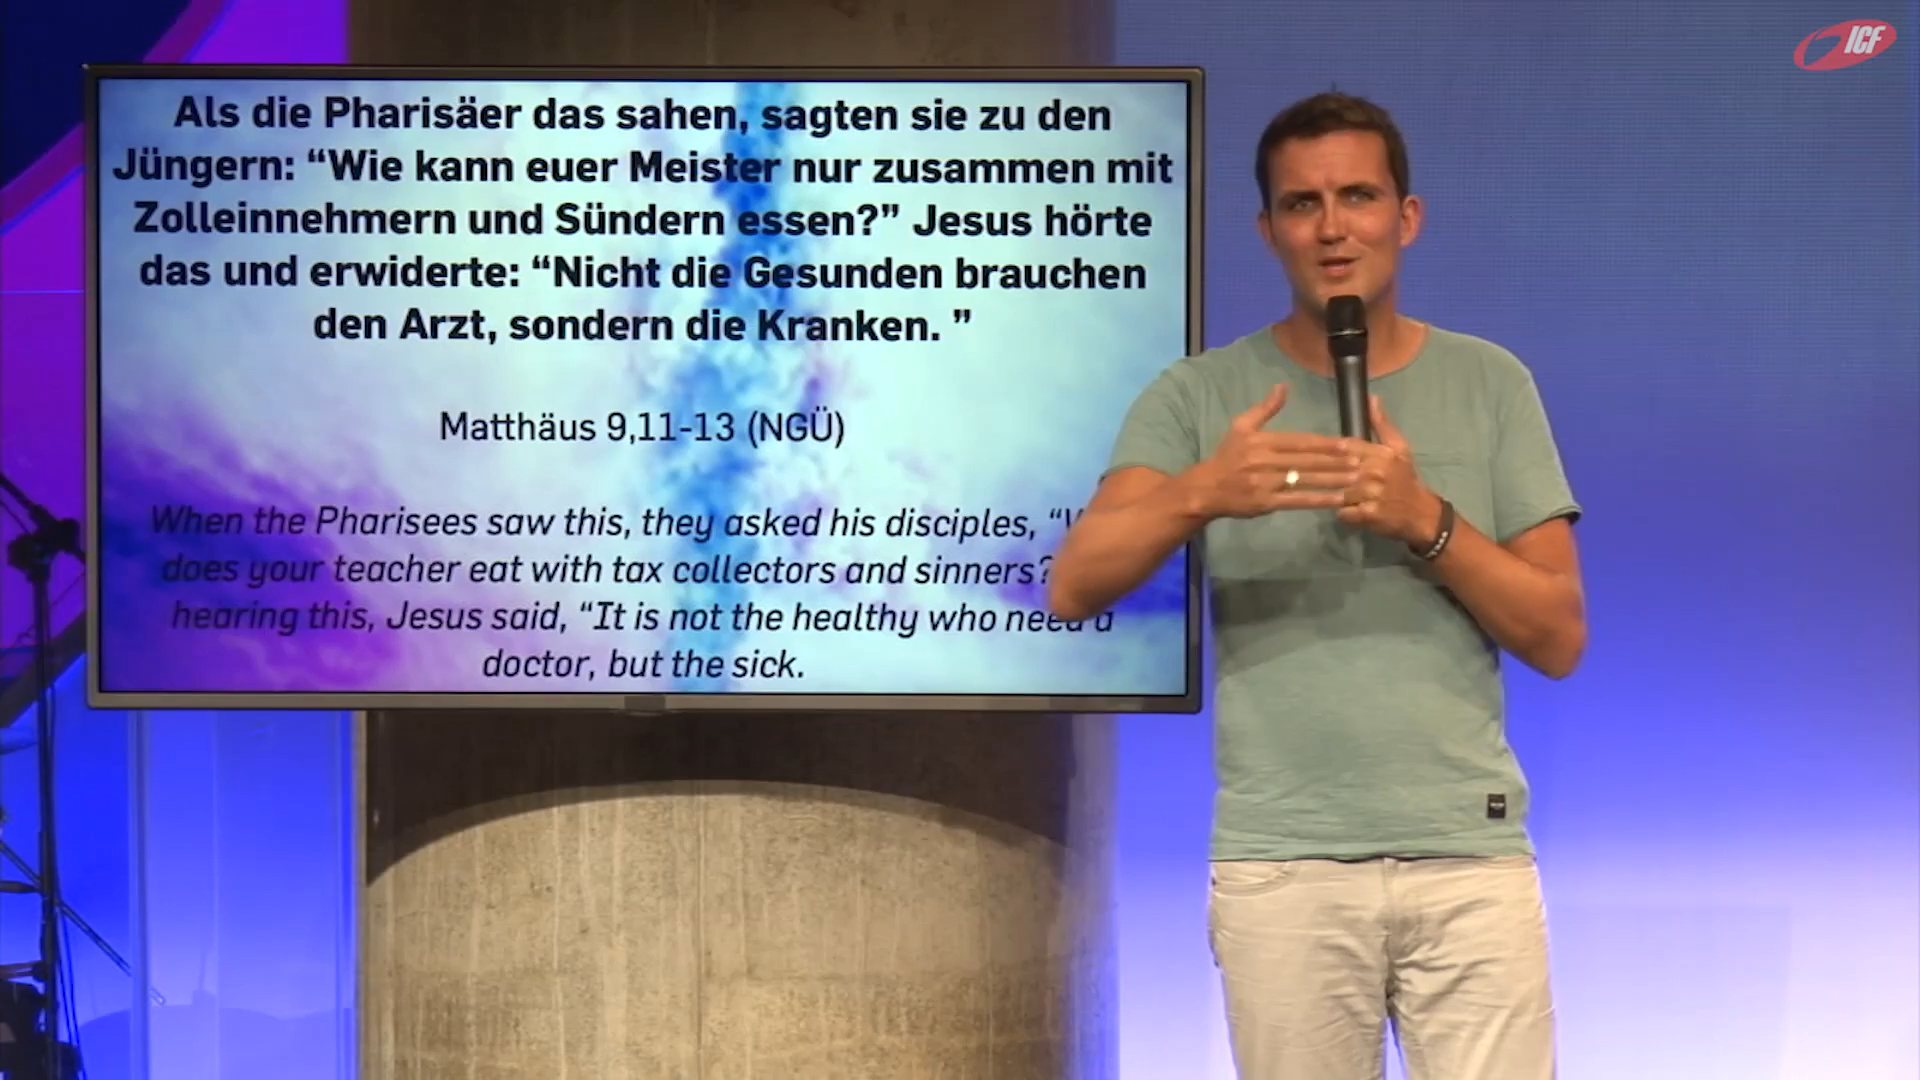 ICF
Als die Pharisäer das sahen, sagten sie zu den
Jüngern: “Wie kann euer Meister nur zusammen mit
Zolleinnehmern und Sündern essen?” Jesus hörte
das und erwiderte: “Nicht die Gesunden brauchen
den Arzt, sondern die Kranken. ”
Matthäus 9,11-13 (NGÜ)
When the Pharisees saw this, they asked his disciples, “
does your teacher eat with tax collectors and sinners?
hearing this, Jesus said, “It is not the healthy who need a
doctor, but the sick.